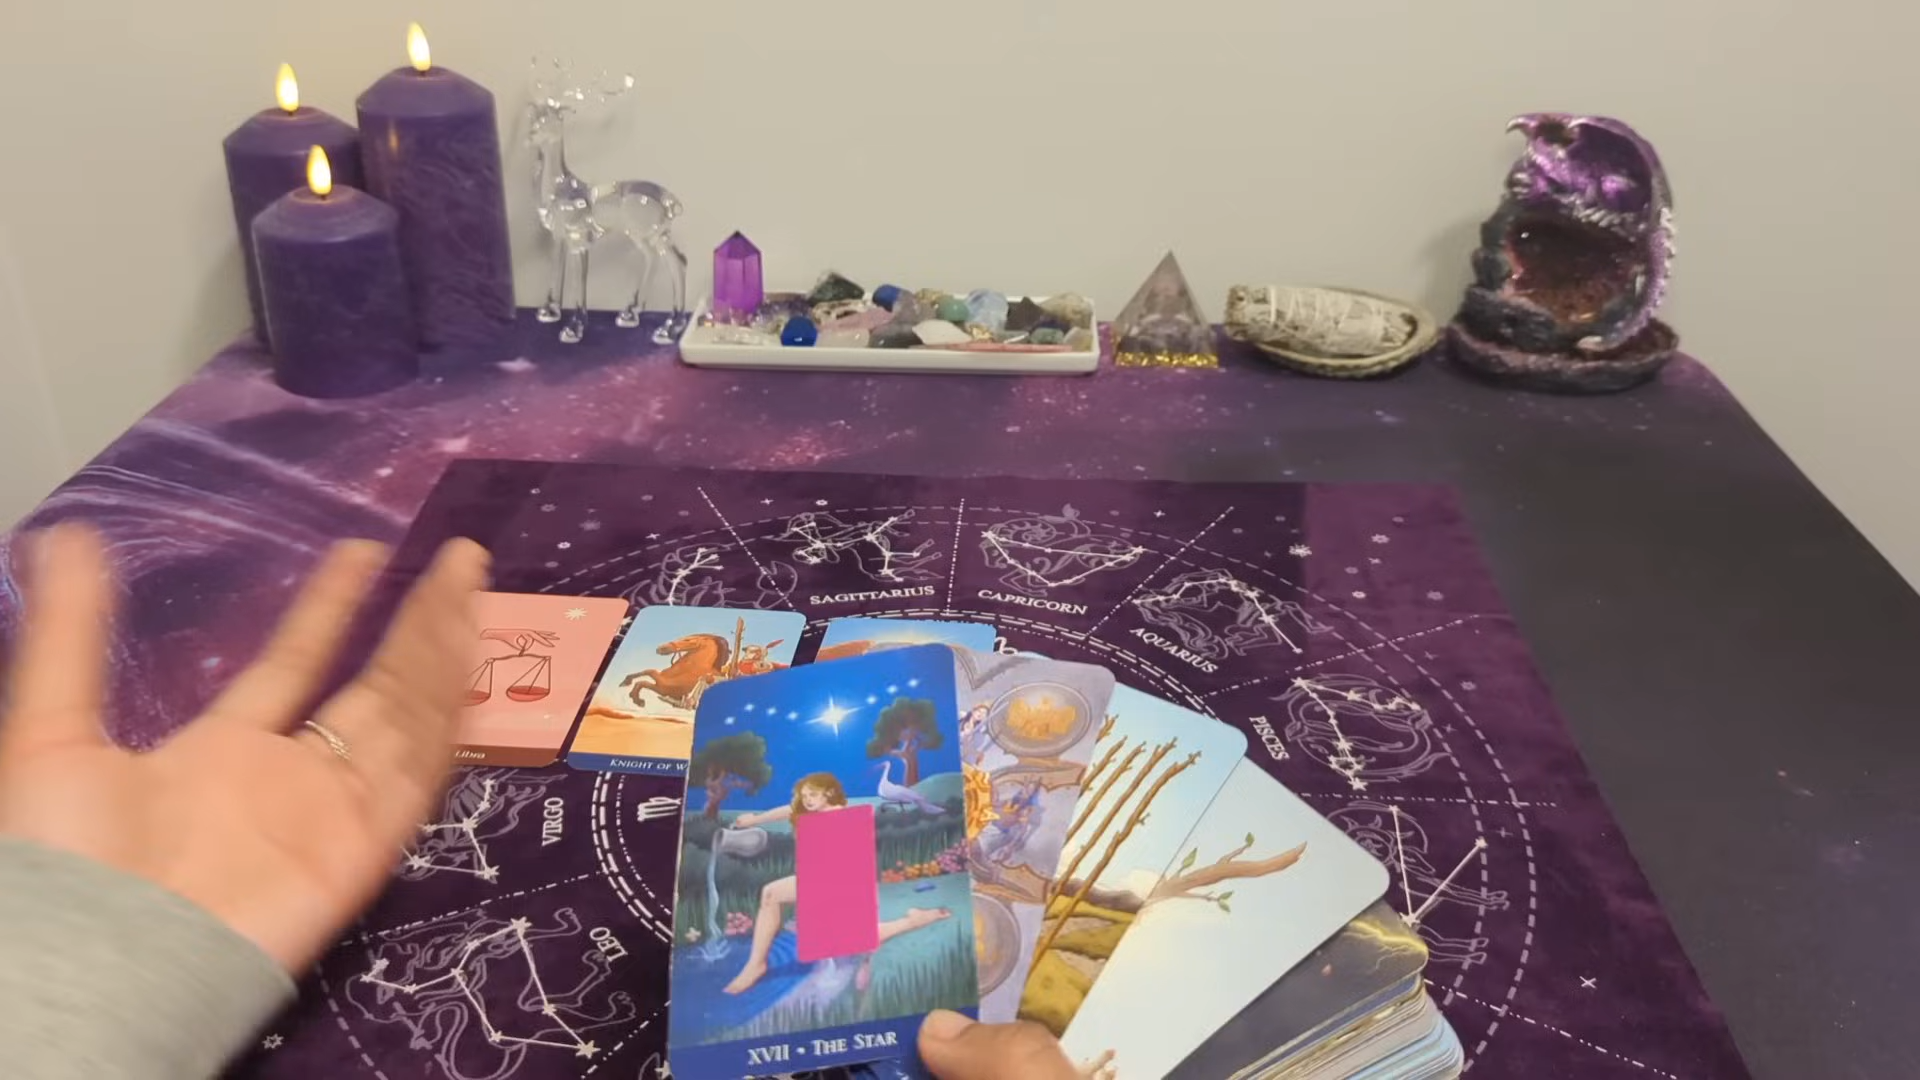 SAGITTARIUS
CAPRICORN
AQUARIUS
PISCES
Libra
KNIGHT OF W
VIRGO
LEO
XVII • THE STAR